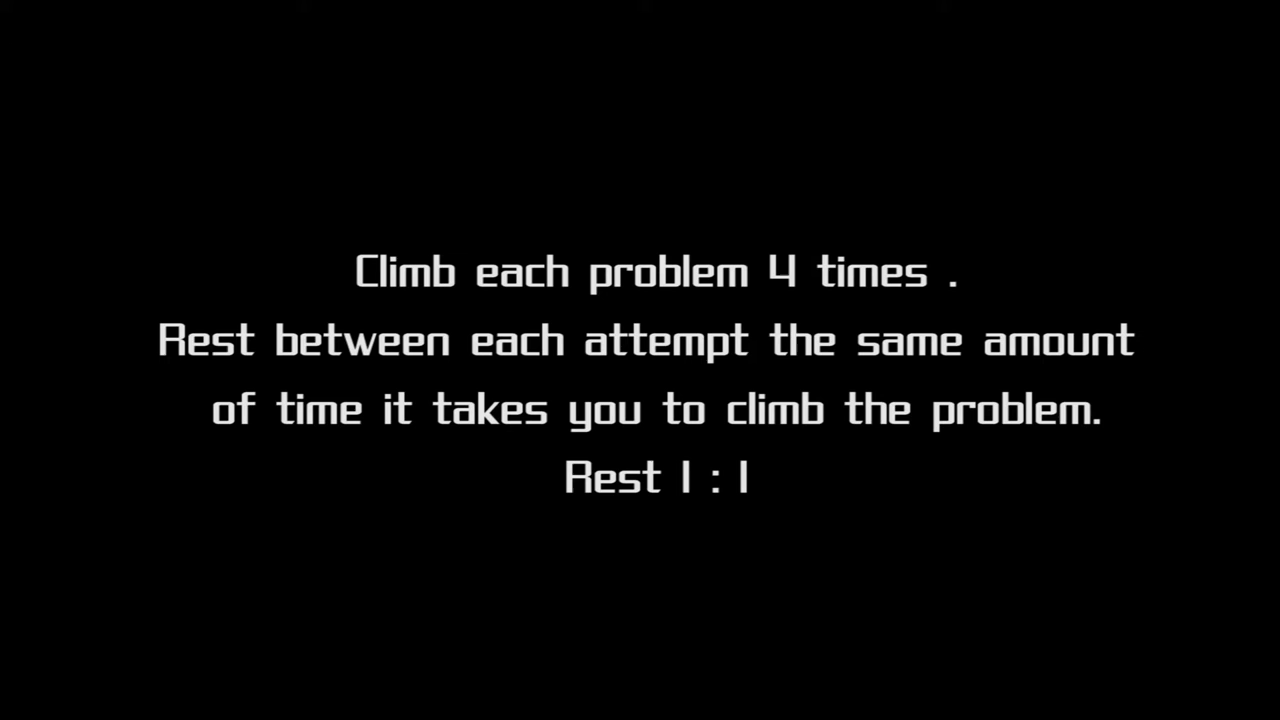 Climb each problem 4 times .
Rest between each attempt the same amount
of time it takes you to climb the problem.
Rest 1 : 1